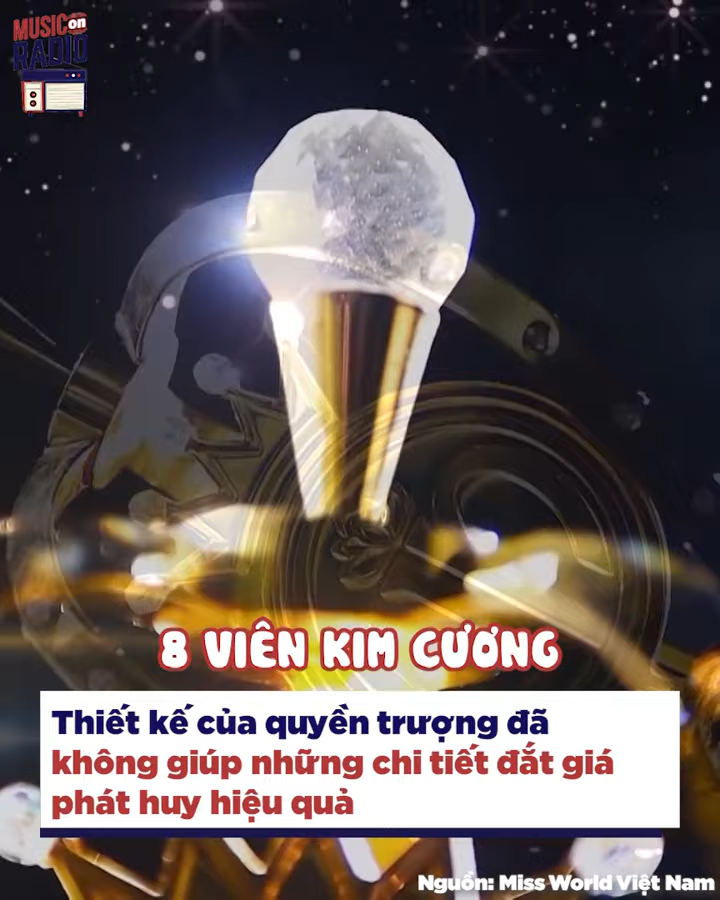 MUSIC on
RADIO
8 VIÊN KIM CƯƠNG
Thiết kế của quyền trượng đã
không giúp những chi tiết đắt giá
phát huy hiệu quả
Nguồn: Miss World Việt Nam